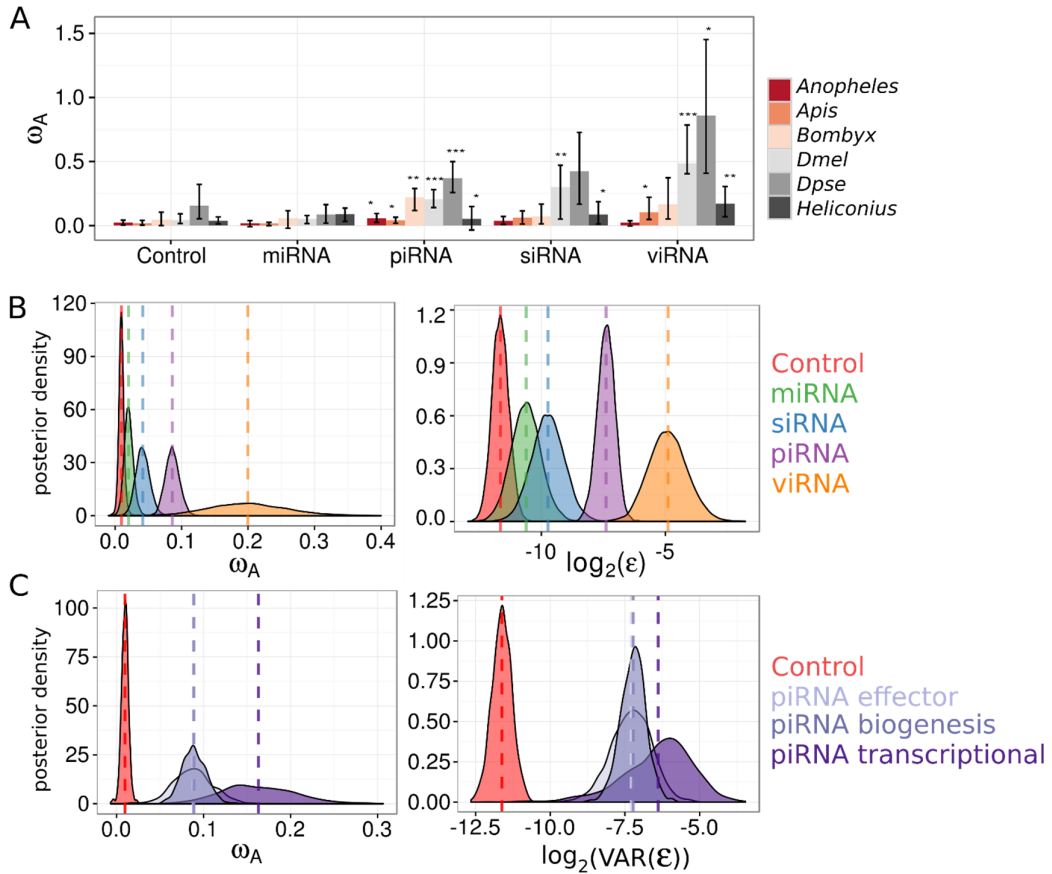 A
ωA
1.5
1.0
0.5
0.0
* * ** *** *** * ** * * *** * **
Control miRNA piRNA siRNA viRNA
Anopheles
Apis
Bombyx
Dmel
Dpse
Heliconius
B
posterior density
120
90
60
30
0
0.0 0.1 0.2 0.3 0.4
ωA
1.2
0.9
0.6
0.3
0.0
-10 -5
log2(ε)
Control
miRNA
siRNA
piRNA
viRNA
C
posterior density
100
75
50
25
0
0.0 0.1 0.2 0.3
ωA
1.25
1.00
0.75
0.50
0.25
0.00
-12.5 -10.0 -7.5 -5.0
log2(VAR(ε))
Control
piRNA effector
piRNA biogenesis
piRNA transcriptional